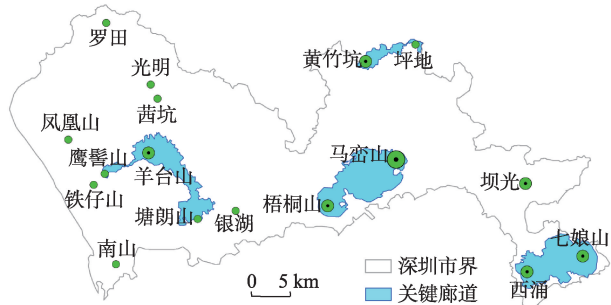 罗田
黄竹坑
坪地
光明
茜坑
凤凰山
鹰髻山
羊台山
马峦山
铁仔山
坝光
梧桐山
塘朗山
银湖
七娘山
南山
深圳市界
西涌
0 5 km
关键廊道